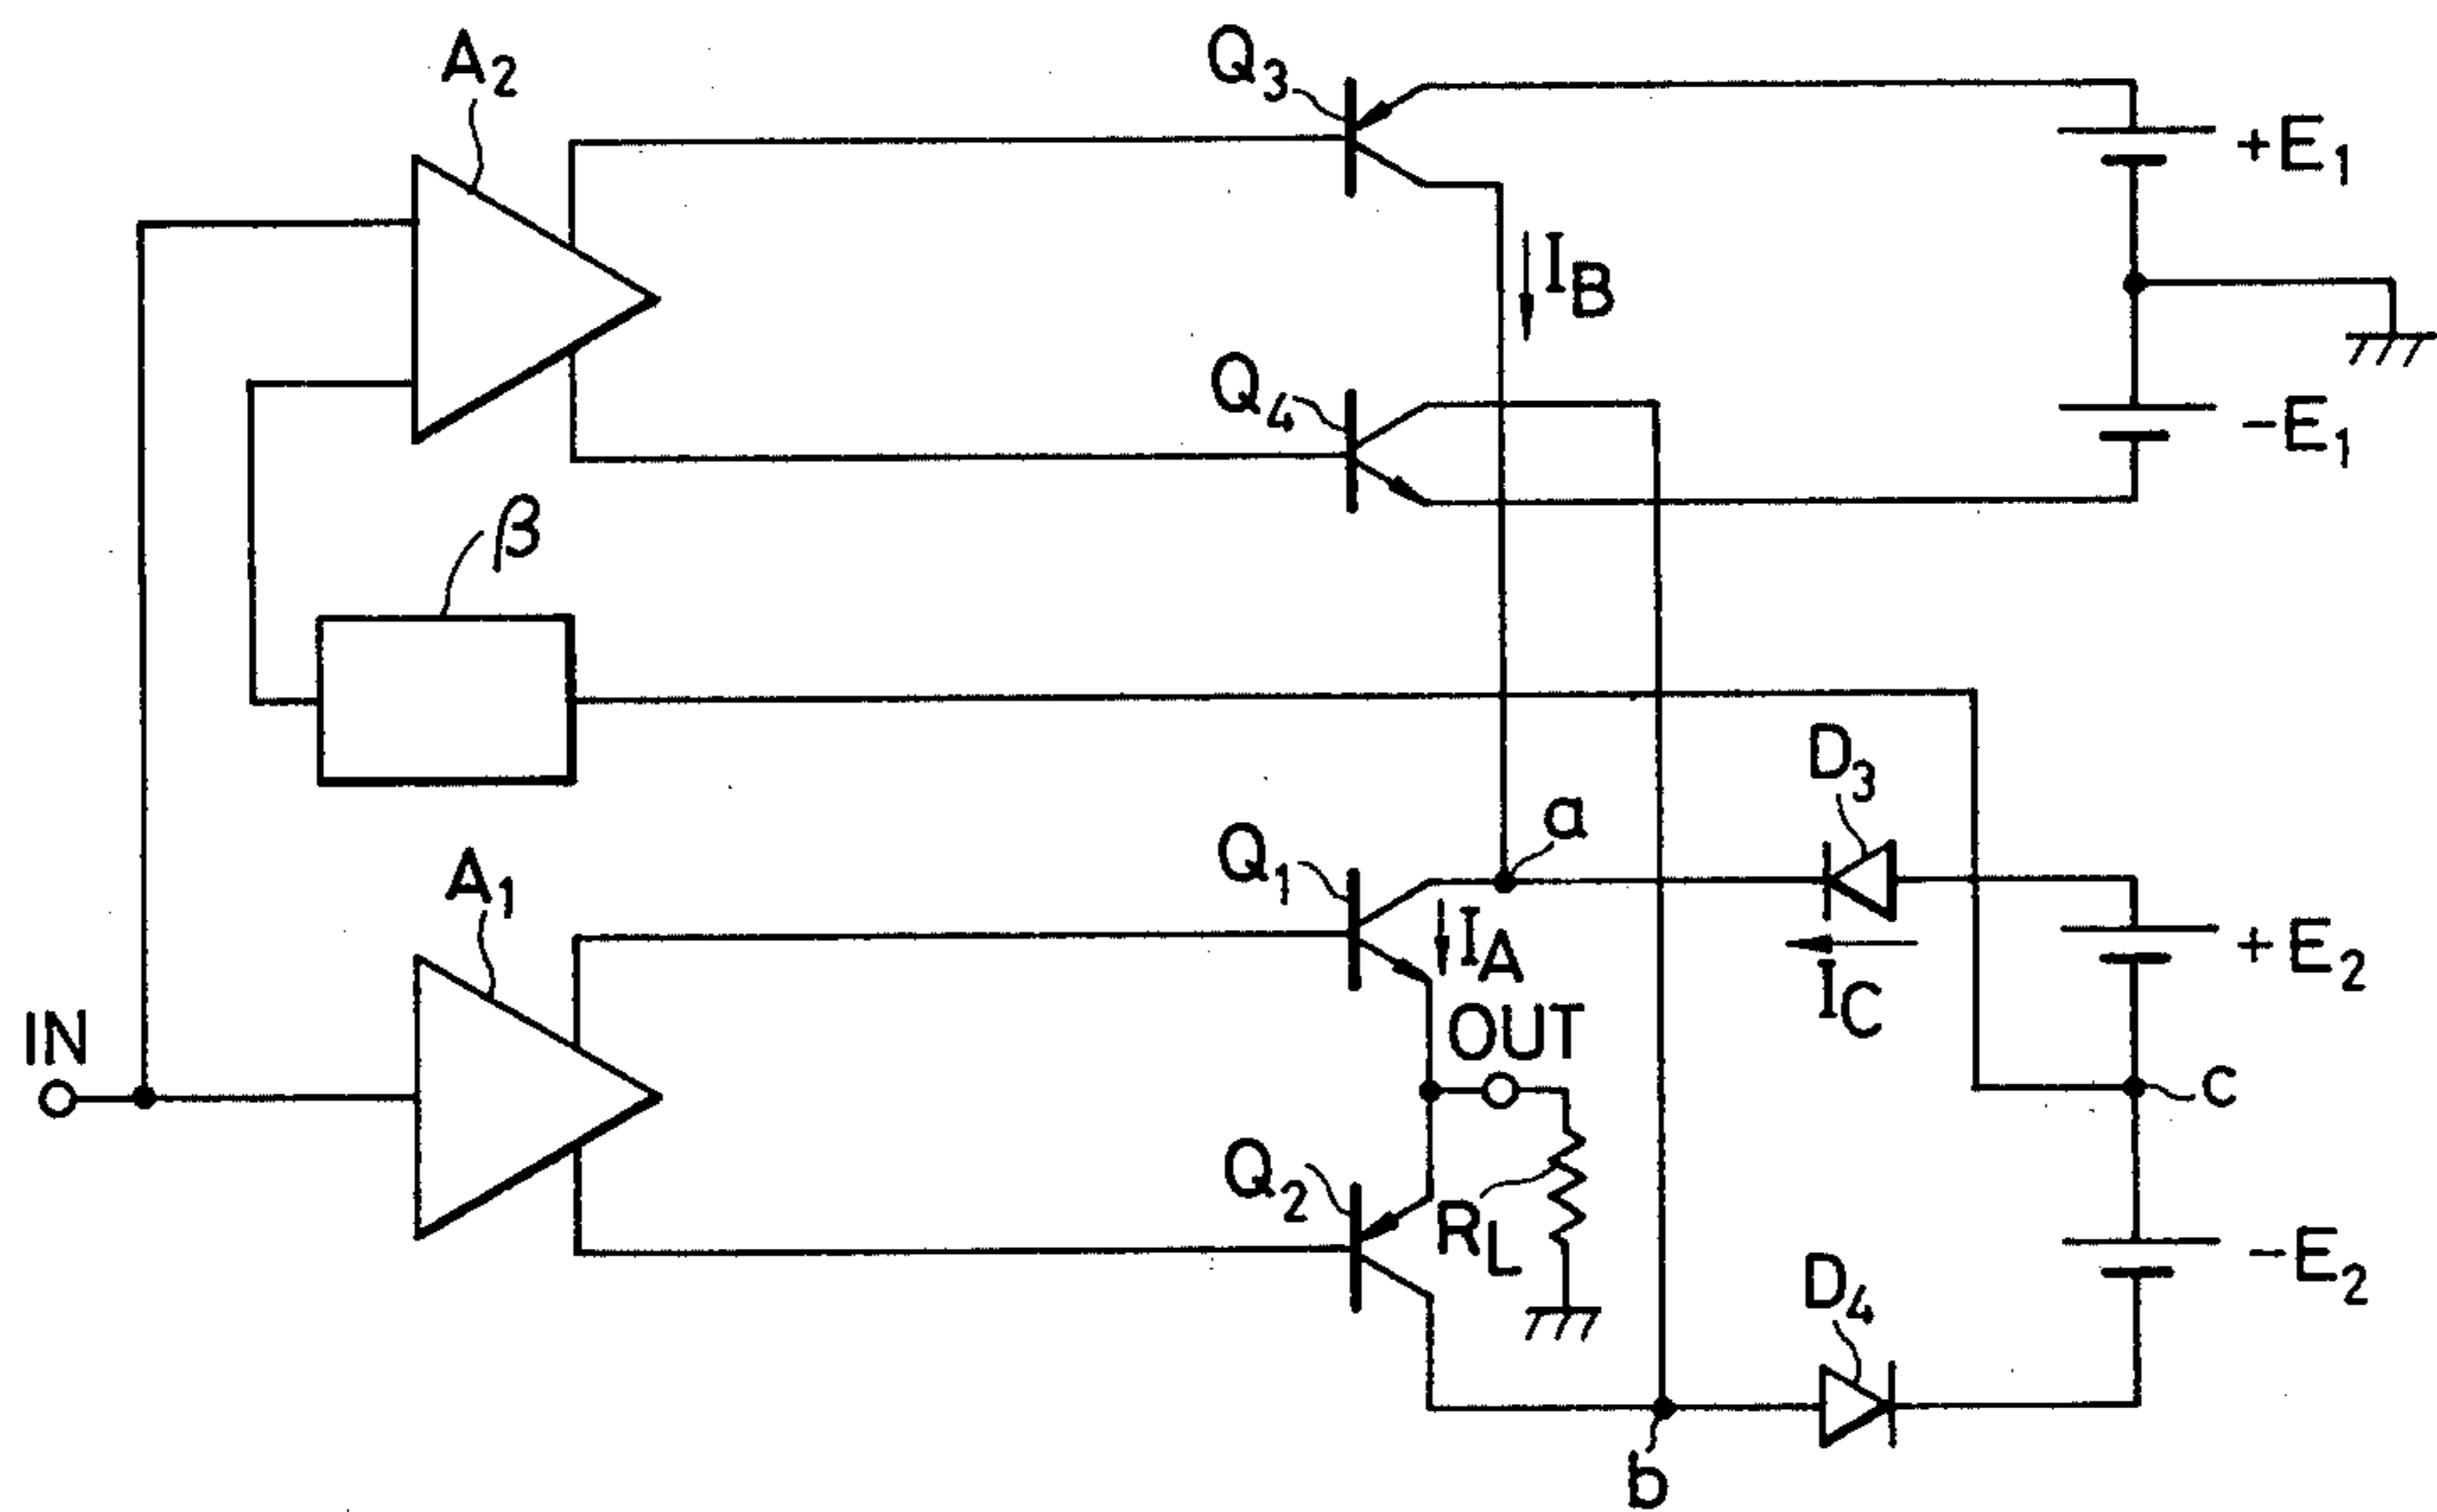 A2
Q3
+E1
IB
Q4
-E1
β
D3
a
Q1
A1
IA
+E2
IC
IN
OUT
c
Q2
RL
-E2
D4
b